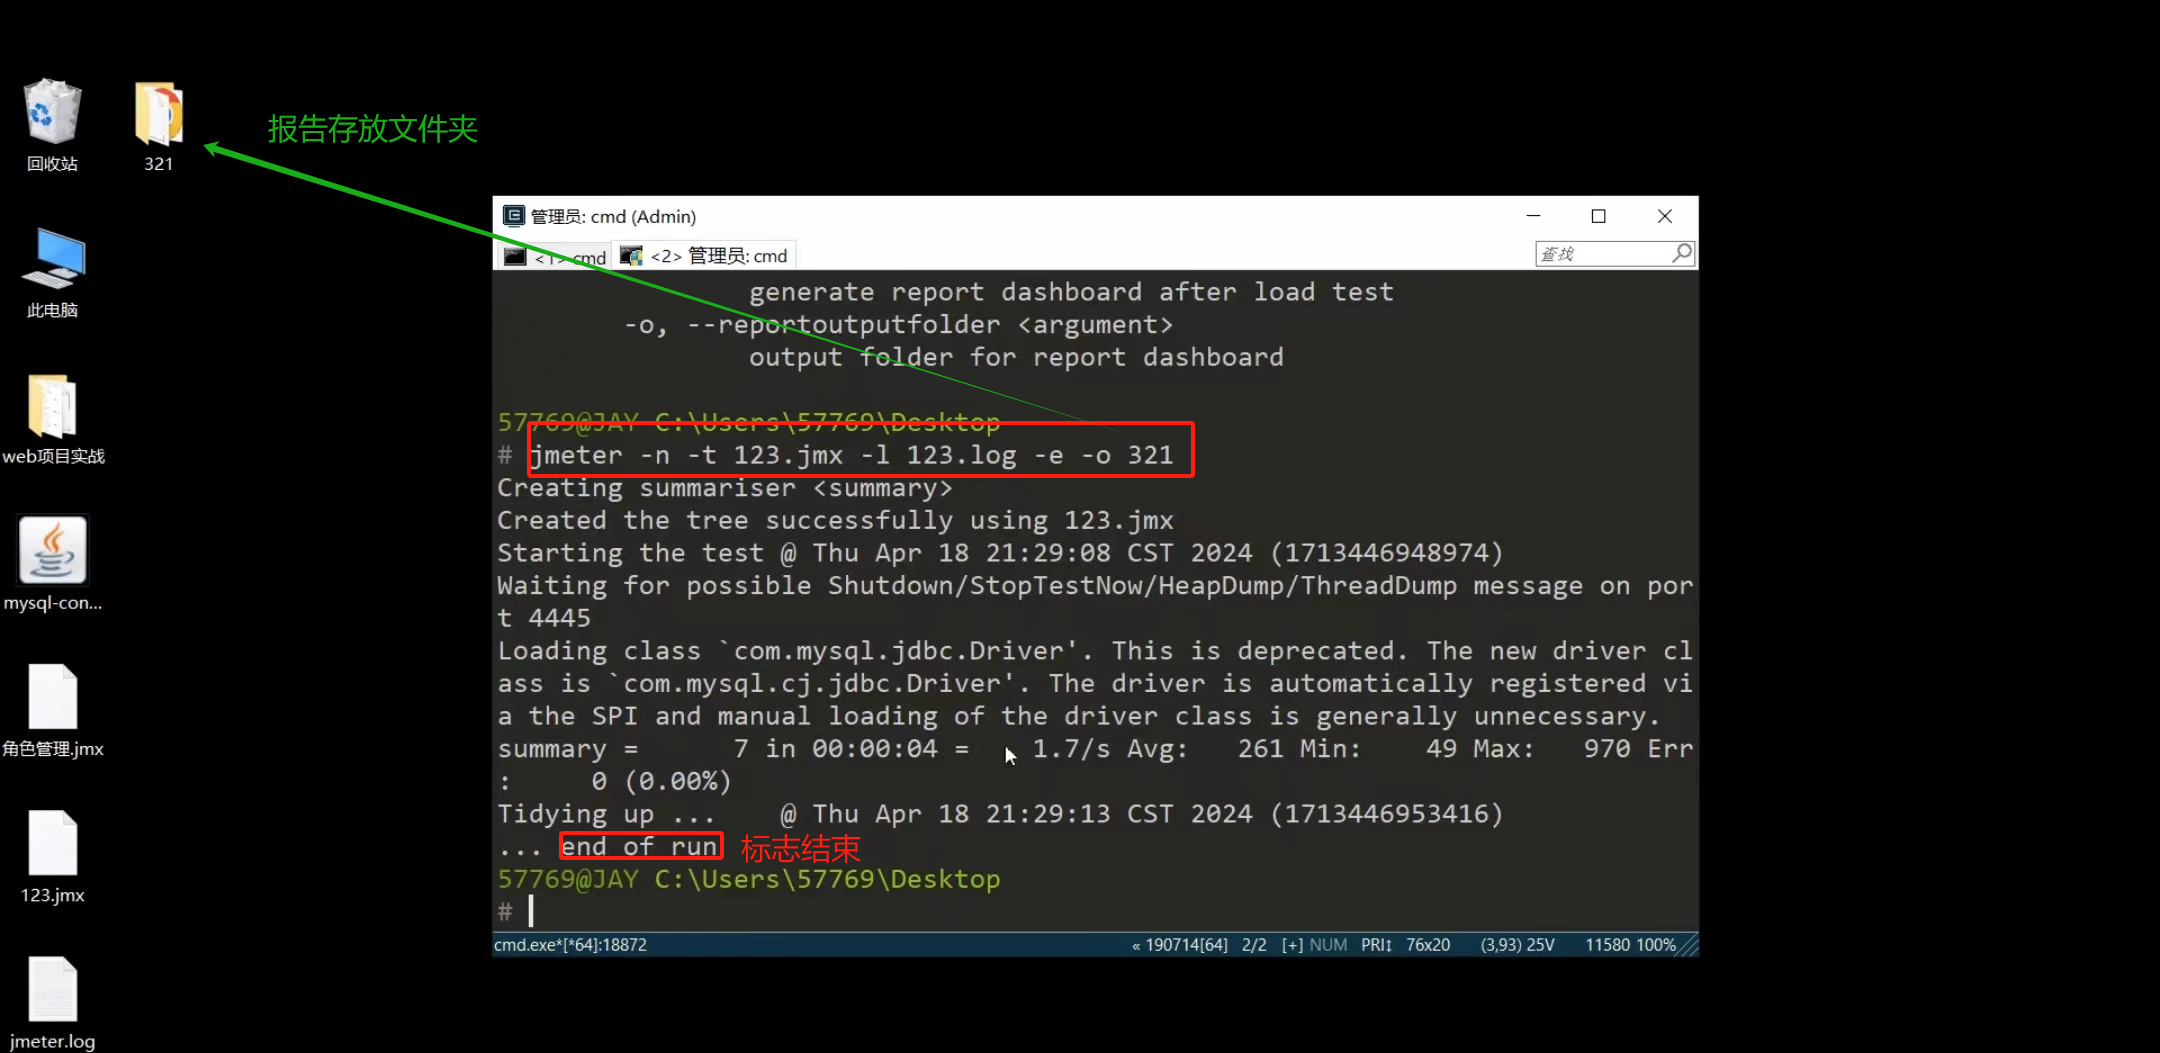 回收站
321
报告存放文件夹
此电脑
web项目实战
mysql-con...
角色管理.jmx
123.jmx
jmeter.log
管理员: cmd (Admin)
<1> cmd
<2> 管理员: cmd
查找
generate report dashboard after load test
-o, --reportoutputfolder <argument>
output folder for report dashboard
57769@JAY C:\Users\57769\Desktop
# jmeter -n -t 123.jmx -l 123.log -e -o 321
Creating summariser <summary>
Created the tree successfully using 123.jmx
Starting the test @ Thu Apr 18 21:29:08 CST 2024 (1713446948974)
Waiting for possible Shutdown/StopTestNow/HeapDump/ThreadDump message on por
t 4445
Loading class `com.mysql.jdbc.Driver'. This is deprecated. The new driver cl
ass is `com.mysql.cj.jdbc.Driver'. The driver is automatically registered vi
a the SPI and manual loading of the driver class is generally unnecessary.
summary =      7 in 00:00:04 =    1.7/s Avg:   261 Min:    49 Max:   970 Err
:     0 (0.00%)
Tidying up ...    @ Thu Apr 18 21:29:13 CST 2024 (1713446953416)
... end of run
标志结束
57769@JAY C:\Users\57769\Desktop
#
cmd.exe*[*64]:18872
« 190714[64] 2/2 [+] NUM PRI↕ 76x20 (3,93) 25V 11580 100%